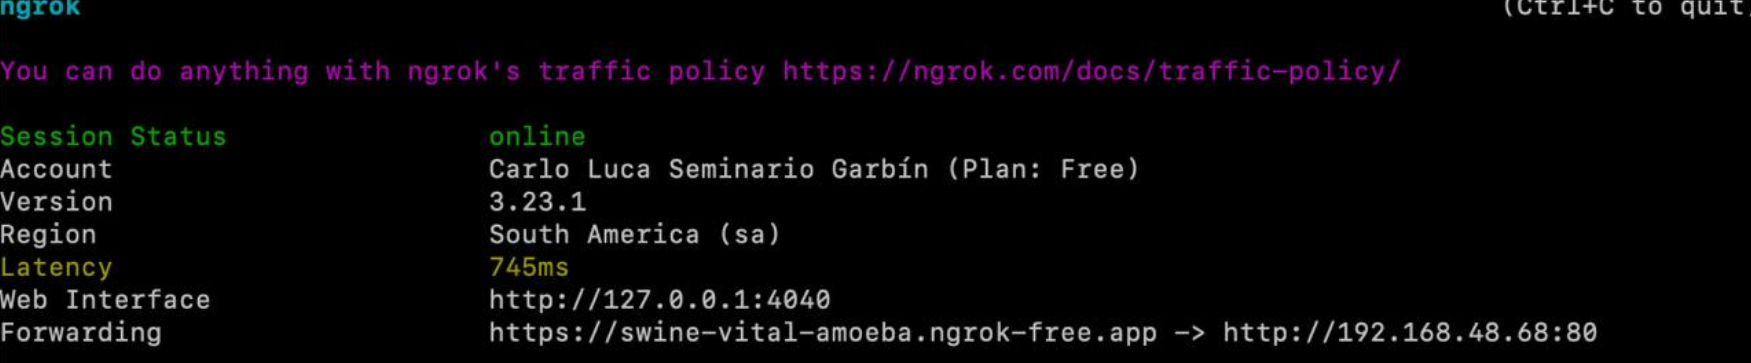 ngrok (Ctrl+C to quit)
You can do anything with ngrok's traffic policy https://ngrok.com/docs/traffic-policy/
Session Status online
Account Carlo Luca Seminario Garbín (Plan: Free)
Version 3.23.1
Region South America (sa)
Latency 745ms
Web Interface http://127.0.0.1:4040
Forwarding https://swine-vital-amoeba.ngrok-free.app -> http://192.168.48.68:80